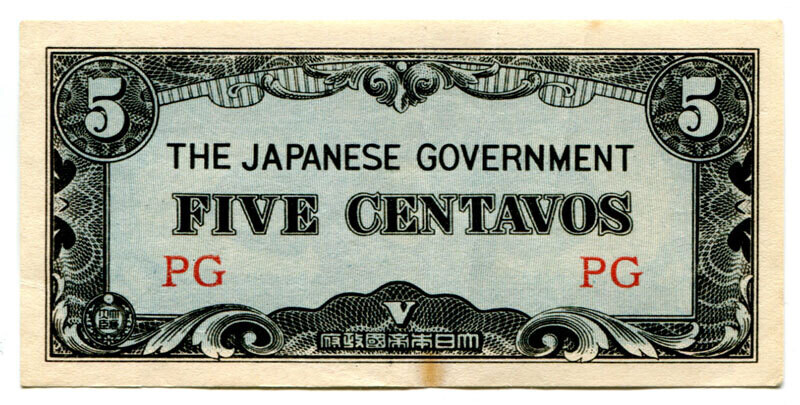 5 5
THE JAPANESE GOVERNMENT
FIVE CENTAVOS
PG PG
V
大日本帝國政府